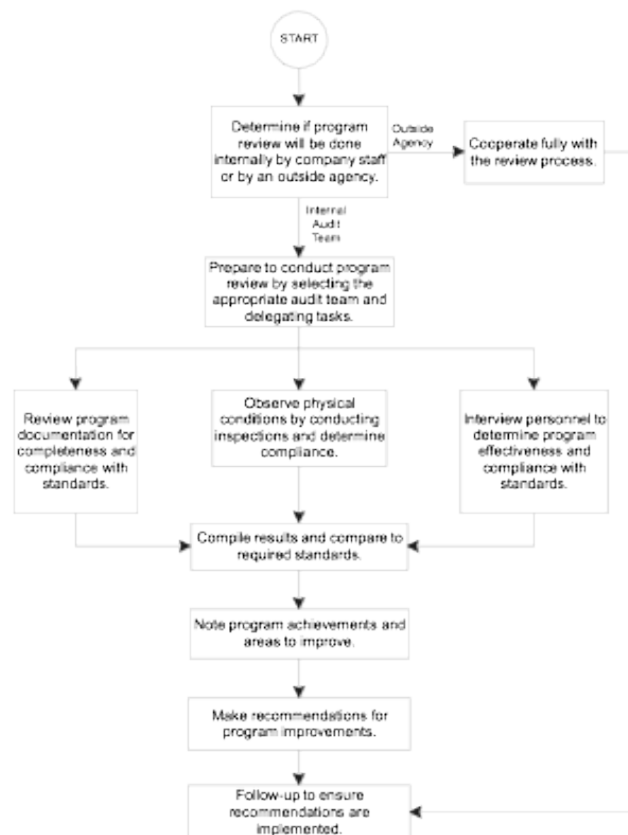 START
Determine if program
review will be done
internally by company staff
or by an outside agency.
Outside
Agency
Cooperate fully with
the review process.
Internal
Audit
Team
Prepare to conduct program
review by selecting the
appropriate audit team and
delegating tasks.
Review program
documentation for
completeness and
compliance with
standards.
Observe physical
conditions by conducting
inspections and determine
compliance.
Interview personnel to
determine program
effectiveness and
compliance with
standards.
Compile results and compare to
required standards.
Note program achievements and
areas to improve.
Make recommendations for
program improvements.
Follow-up to ensure
recommendations are
implemented.